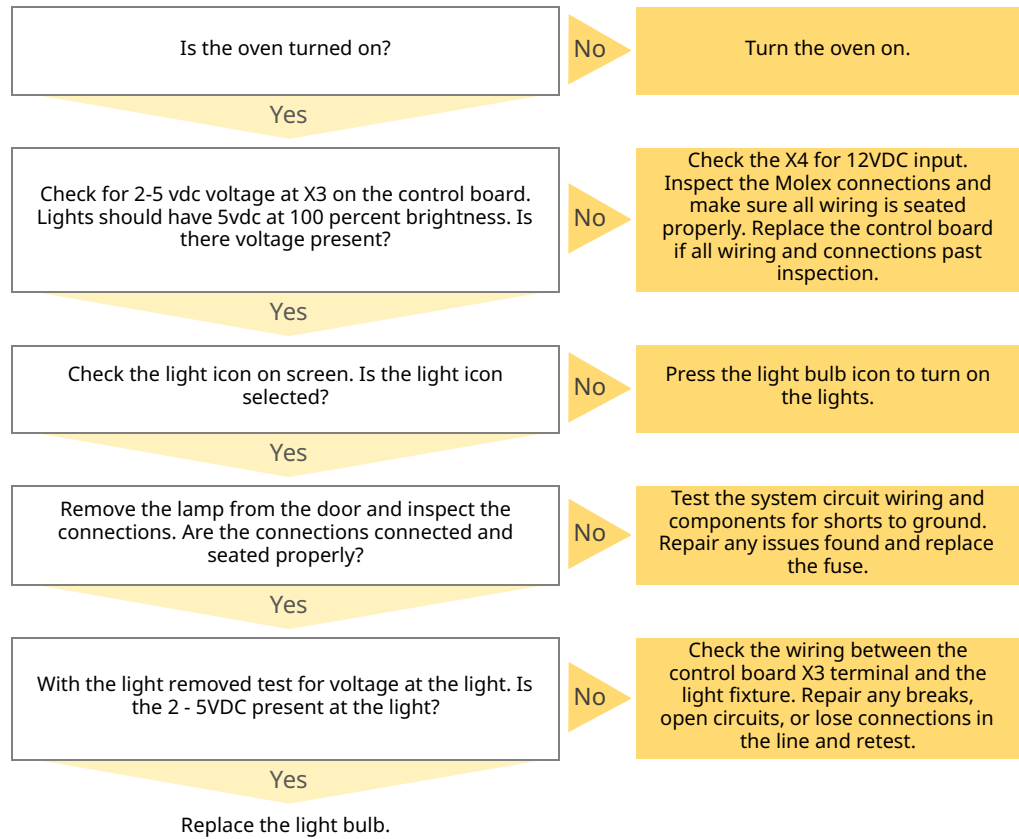 Is the oven turned on?
No
Turn the oven on.
Yes
Check for 2-5 vdc voltage at X3 on the control board.
Lights should have 5vdc at 100 percent brightness. Is
there voltage present?
No
Check the X4 for 12VDC input.
Inspect the Molex connections and
make sure all wiring is seated
properly. Replace the control board
if all wiring and connections past
inspection.
Yes
Check the light icon on screen. Is the light icon
selected?
No
Press the light bulb icon to turn on
the lights.
Yes
Remove the lamp from the door and inspect the
connections. Are the connections connected and
seated properly?
No
Test the system circuit wiring and
components for shorts to ground.
Repair any issues found and replace
the fuse.
Yes
With the light removed test for voltage at the light. Is
the 2 - 5VDC present at the light?
No
Check the wiring between the
control board X3 terminal and the
light fixture. Repair any breaks,
open circuits, or lose connections in
the line and retest.
Yes
Replace the light bulb.